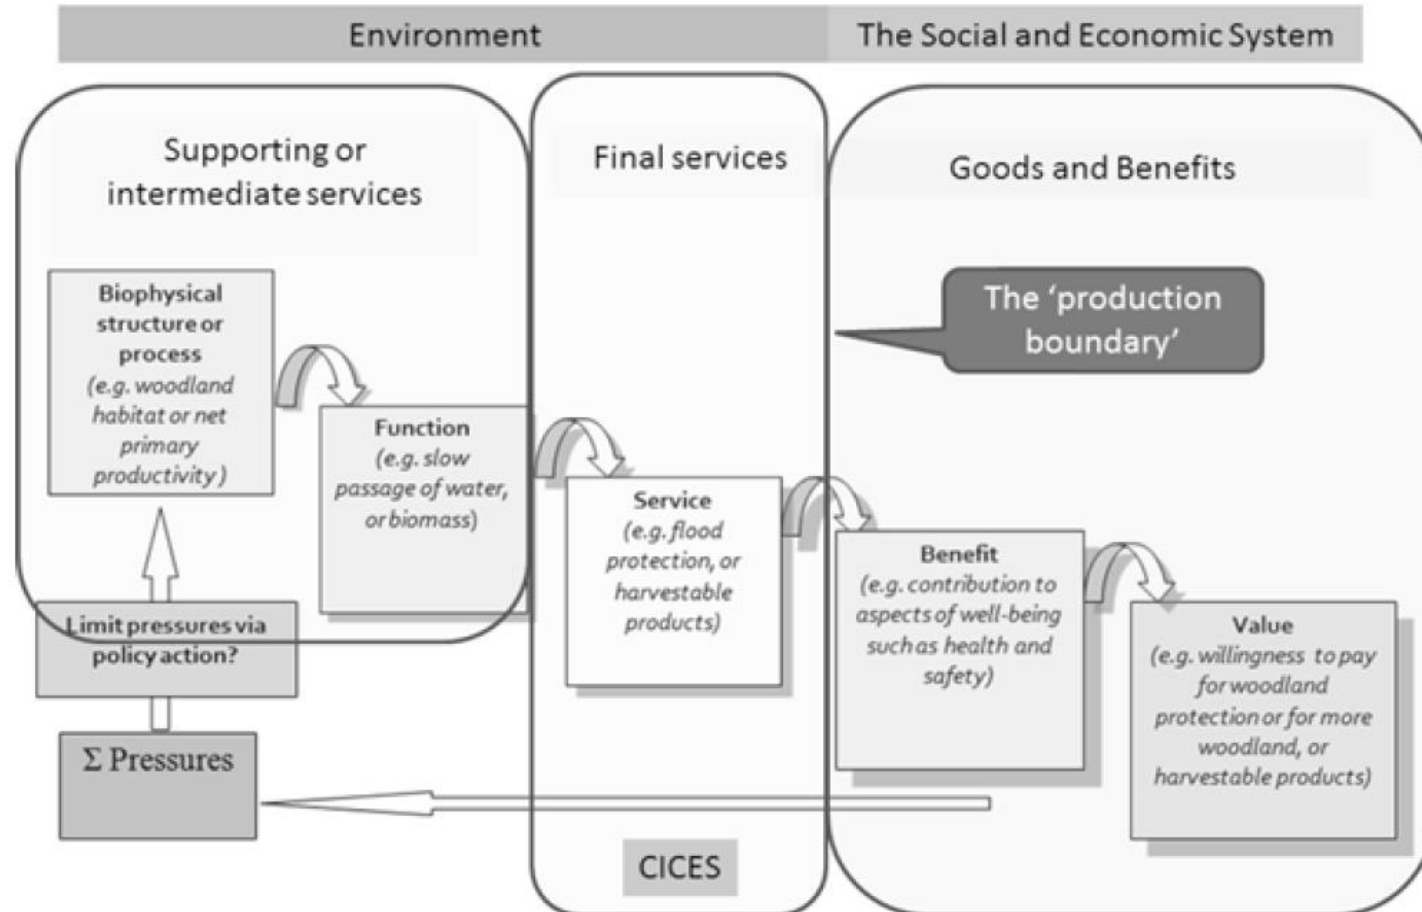 Environment
The Social and Economic System
Supporting or
intermediate services
Final services
Goods and Benefits
The ‘production
boundary’
Biophysical
structure or
process
(e.g. woodland
habitat or net
primary
productivity )
Function
(e.g. slow
passage of water,
or biomass)
Service
(e.g. flood
protection, or
harvestable
products)
Benefit
(e.g. contribution to
aspects of well-being
such as health and
safety)
Value
(e.g. willingness to pay
for woodland
protection or for more
woodland, or
harvestable products)
Limit pressures via
policy action?
Σ Pressures
CICES